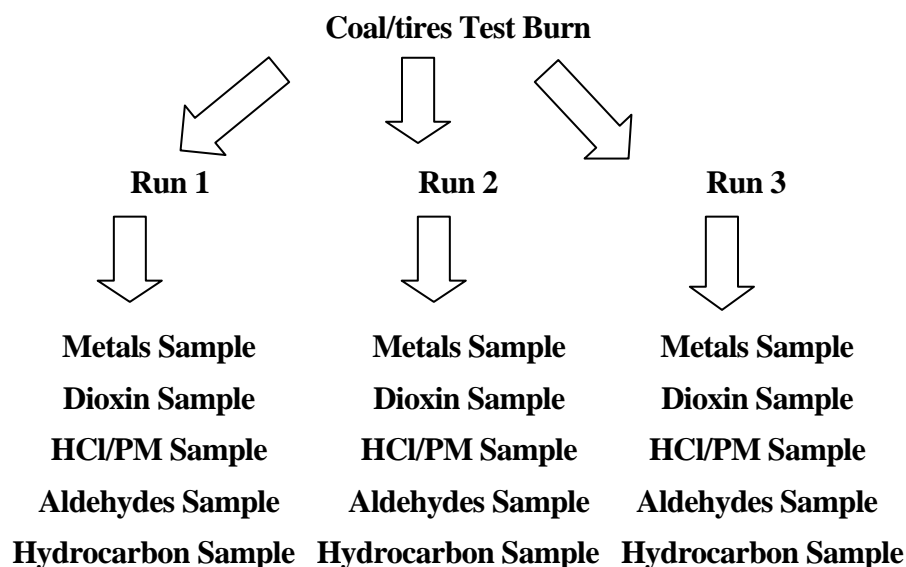 Coal/tires Test Burn
Run 1 Run 2 Run 3
Metals Sample Metals Sample Metals Sample
Dioxin Sample Dioxin Sample Dioxin Sample
HCl/PM Sample HCl/PM Sample HCl/PM Sample
Aldehydes Sample Aldehydes Sample Aldehydes Sample
Hydrocarbon Sample Hydrocarbon Sample Hydrocarbon Sample